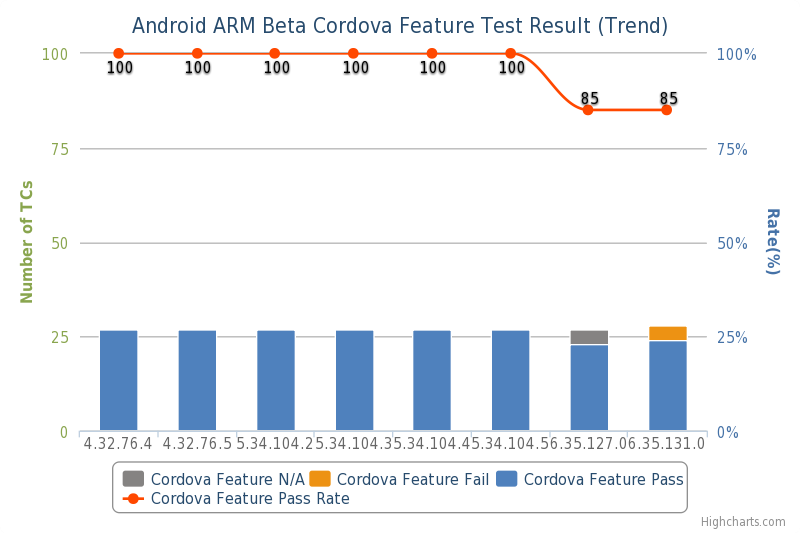 Android ARM Beta Cordova Feature Test Result (Trend)
100
75
50
25
0
Number of TCs
100%
75%
50%
25%
0%
Rate(%)
100 100 100 100 100 100 85 85
4.32.76.4 4.32.76.5 5.34.104.2 5.34.104.3 5.34.104.4 5.34.104.5 6.35.127.0 6.35.131.0
Cordova Feature N/A Cordova Feature Fail Cordova Feature Pass
Cordova Feature Pass Rate
Highcharts.com